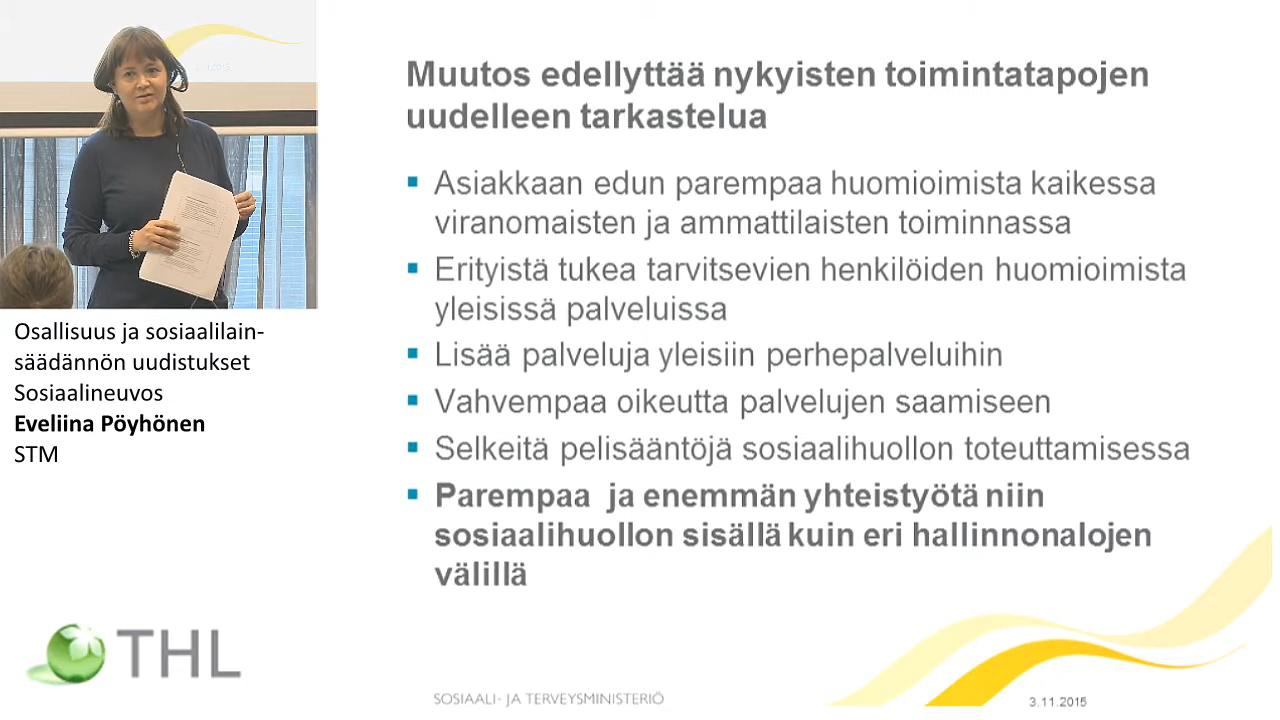 Muutos edellyttää nykyisten toimintatapojen
uudelleen tarkastelua
Asiakkaan edun parempaa huomioimista kaikessa
viranomaisten ja ammattilaisten toiminnassa
Erityistä tukea tarvitsevien henkilöiden huomioimista
yleisissä palveluissa
Lisää palveluja yleisiin perhepalveluihin
Vahvempaa oikeutta palvelujen saamiseen
Selkeitä pelisääntöjä sosiaalihuollon toteuttamisessa
Parempaa ja enemmän yhteistyötä niin
sosiaalihuollon sisällä kuin eri hallinnonalojen
välillä
Osallisuus ja sosiaalilain-
säädännön uudistukset
Sosiaalineuvos
Eveliina Pöyhönen
STM
THL
SOSIAALI- JA TERVEYSMINISTERIÖ
3.11.2015